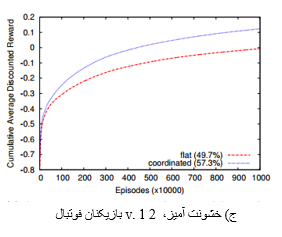 0.2
0.1
0
-0.1
-0.2
-0.3
-0.4
-0.5
-0.6
-0.7
-0.8
Cumulative Average Discounted Reward
flat (49.7%)
coordinated (57.3%)
0 100 200 300 400 500 600 700 800 900 1000
Episodes (x10000)
ج) خشونت آمیز، 2 v. 1 بازیکنان فوتبال